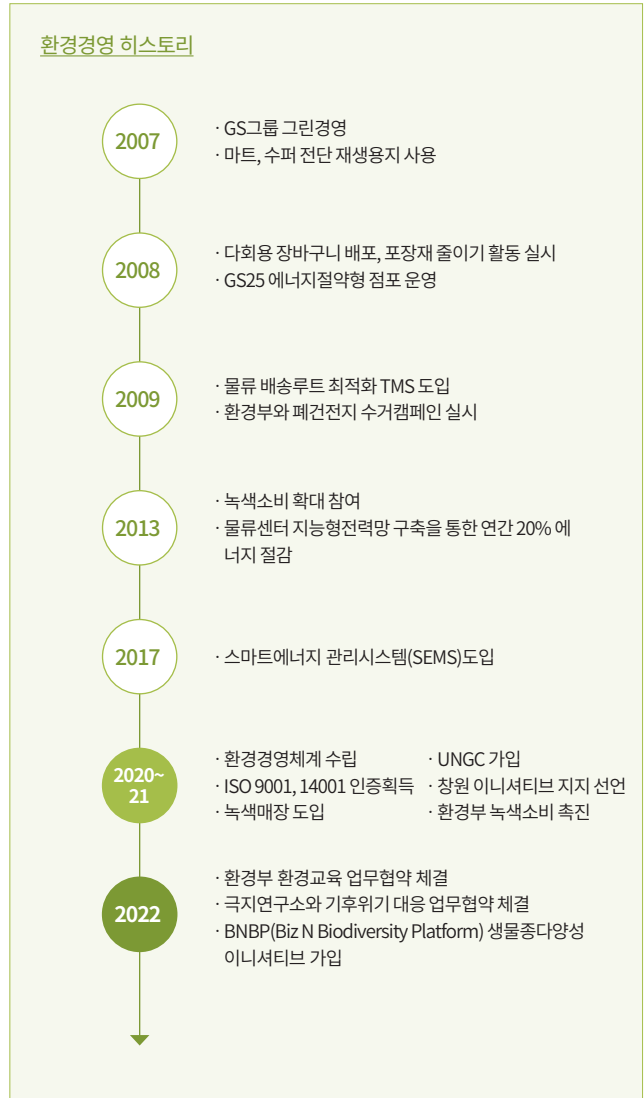 환경경영 히스토리
2007
· GS그룹 그린경영
· 마트, 수퍼 전단 재생용지 사용
2008
· 다회용 장바구니 배포, 포장재 줄이기 활동 실시
· GS25 에너지절약형 점포 운영
2009
· 물류 배송루트 최적화 TMS 도입
· 환경부와 폐건전지 수거캠페인 실시
2013
· 녹색소비 확대 참여
· 물류센터 지능형전력망 구축을 통한 연간 20% 에
너지 절감
2017
· 스마트에너지 관리시스템(SEMS)도입
2020~
21
· 환경경영체계 수립
· ISO 9001, 14001 인증획득
· 녹색매장 도입
· UNGC 가입
· 창원 이니셔티브 지지 선언
· 환경부 녹색소비 촉진
2022
· 환경부 환경교육 업무협약 체결
· 극지연구소와 기후위기 대응 업무협약 체결
· BNBP(Biz N Biodiversity Platform) 생물종다양성
이니셔티브 가입